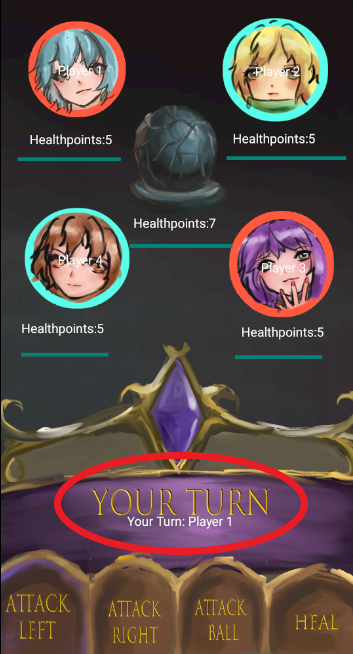 Player 1
Player 2
Healthpoints:5
Healthpoints:5
Healthpoints:7
Player 4
Player 3
Healthpoints:5
Healthpoints:5
YOUR TURN
Your Turn: Player 1
ATTACK
LEFT
ATTACK
RIGHT
ATTACK
BALL
HEAL